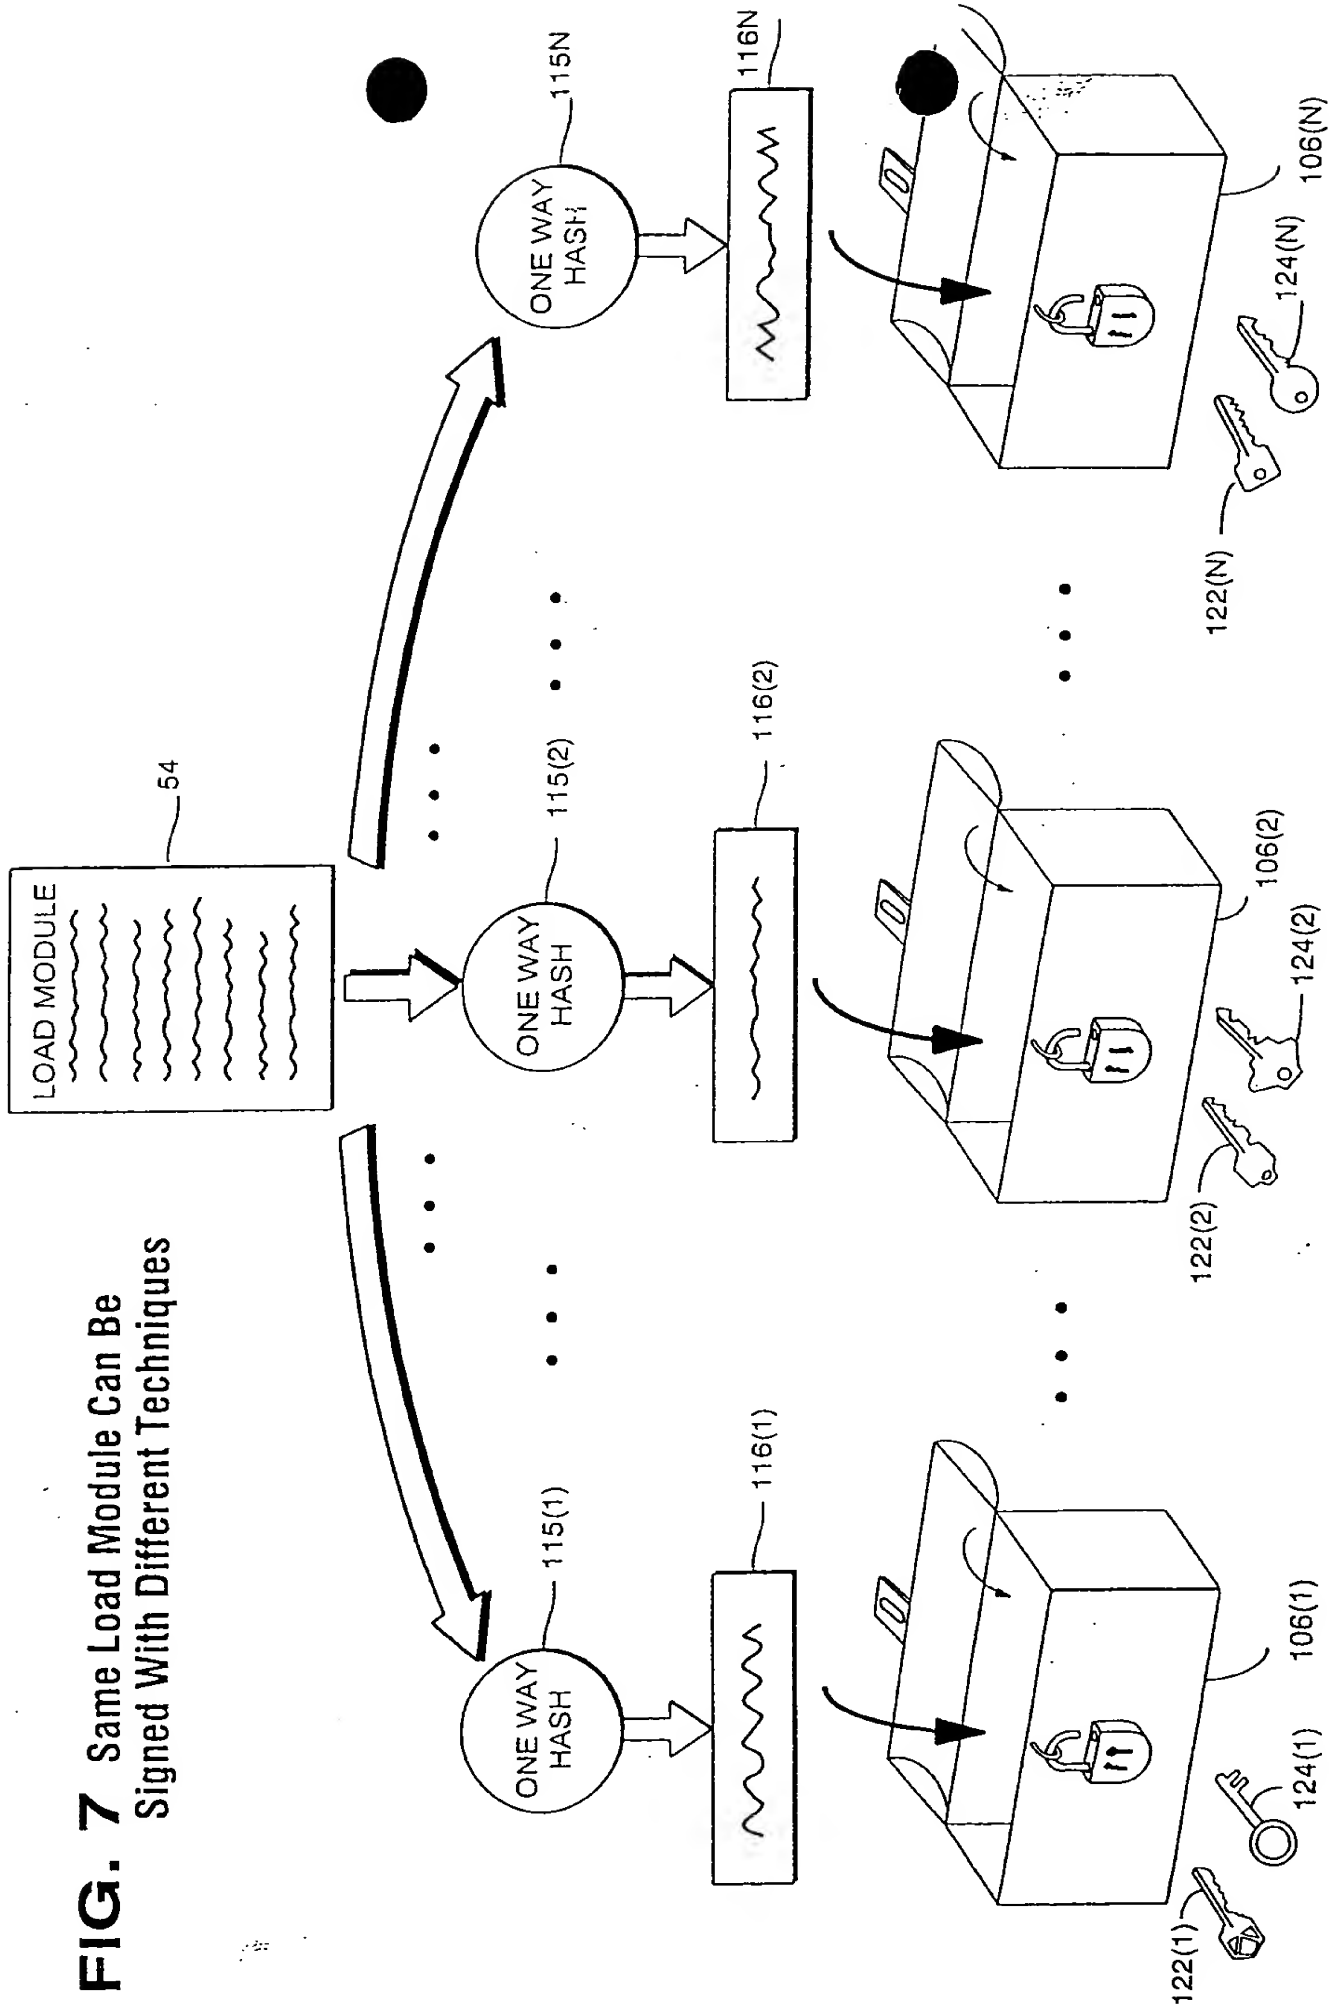 FIG. 7 Same Load Module Can Be
Signed With Different Techniques
LOAD MODULE
54
ONE WAY
HASH
115(1)
ONE WAY
HASH
115(2)
ONE WAY
HASH
115N
116(1)
116(2)
116N
122(1)
124(1)
106(1)
122(2)
124(2)
106(2)
122(N)
124(N)
106(N)